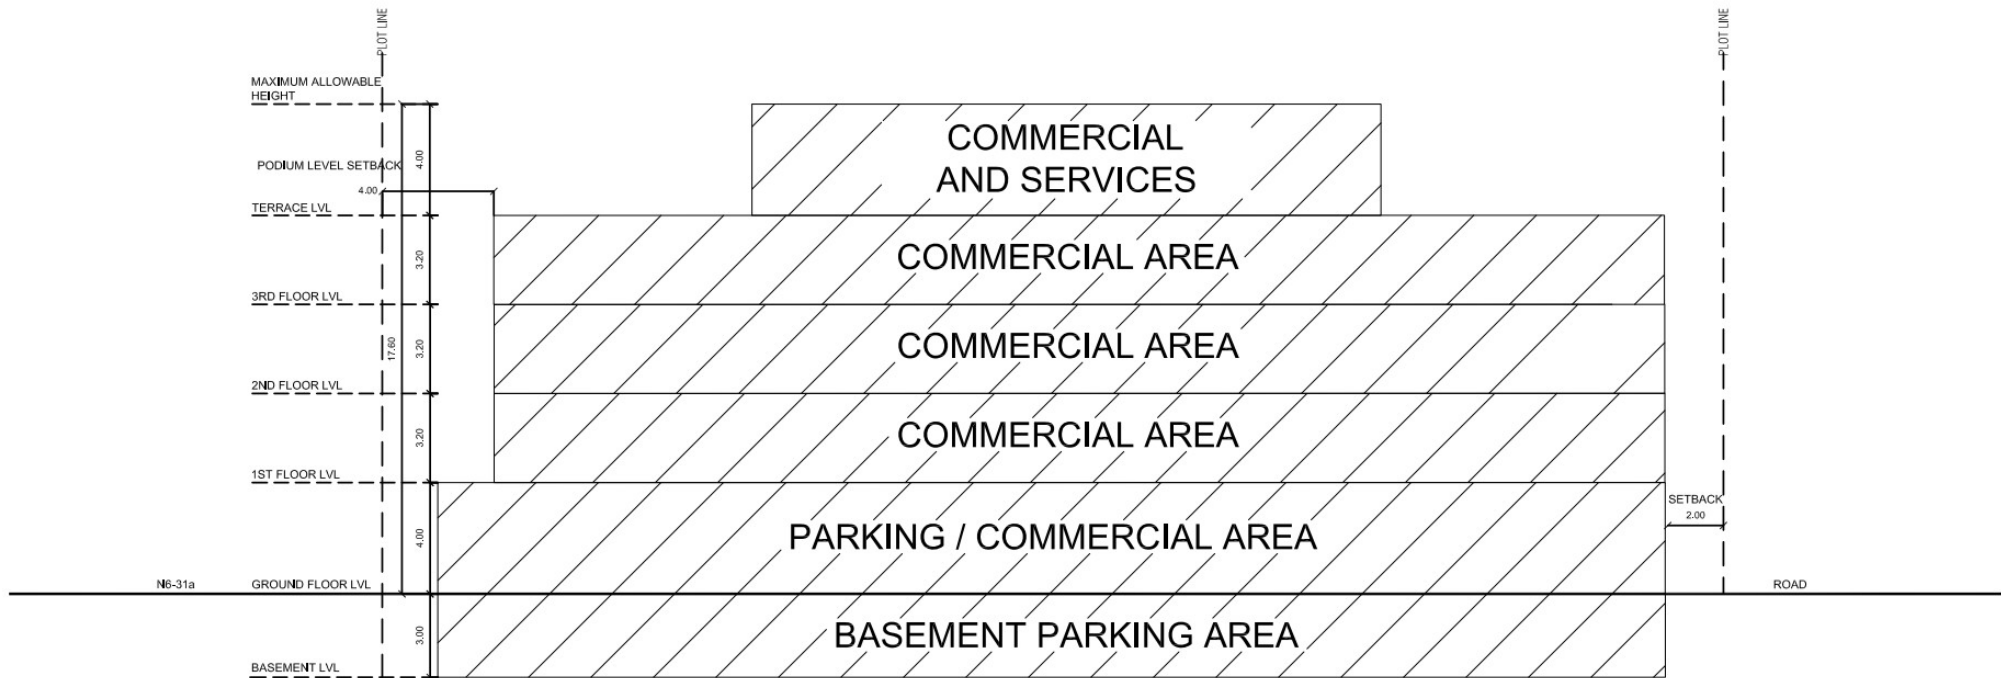 PLOT LINE
PLOT LINE
MAXIMUM ALLOWABLE
HEIGHT
COMMERCIAL
AND SERVICES
4.00
PODIUM LEVEL SETBACK
4.00
TERRACE LVL
COMMERCIAL AREA
3.20
3RD FLOOR LVL
17.60
3.20
COMMERCIAL AREA
2ND FLOOR LVL
3.20
COMMERCIAL AREA
1ST FLOOR LVL
SETBACK
2.00
4.00
PARKING / COMMERCIAL AREA
N6-31a
GROUND FLOOR LVL
ROAD
3.00
BASEMENT PARKING AREA
BASEMENT LVL